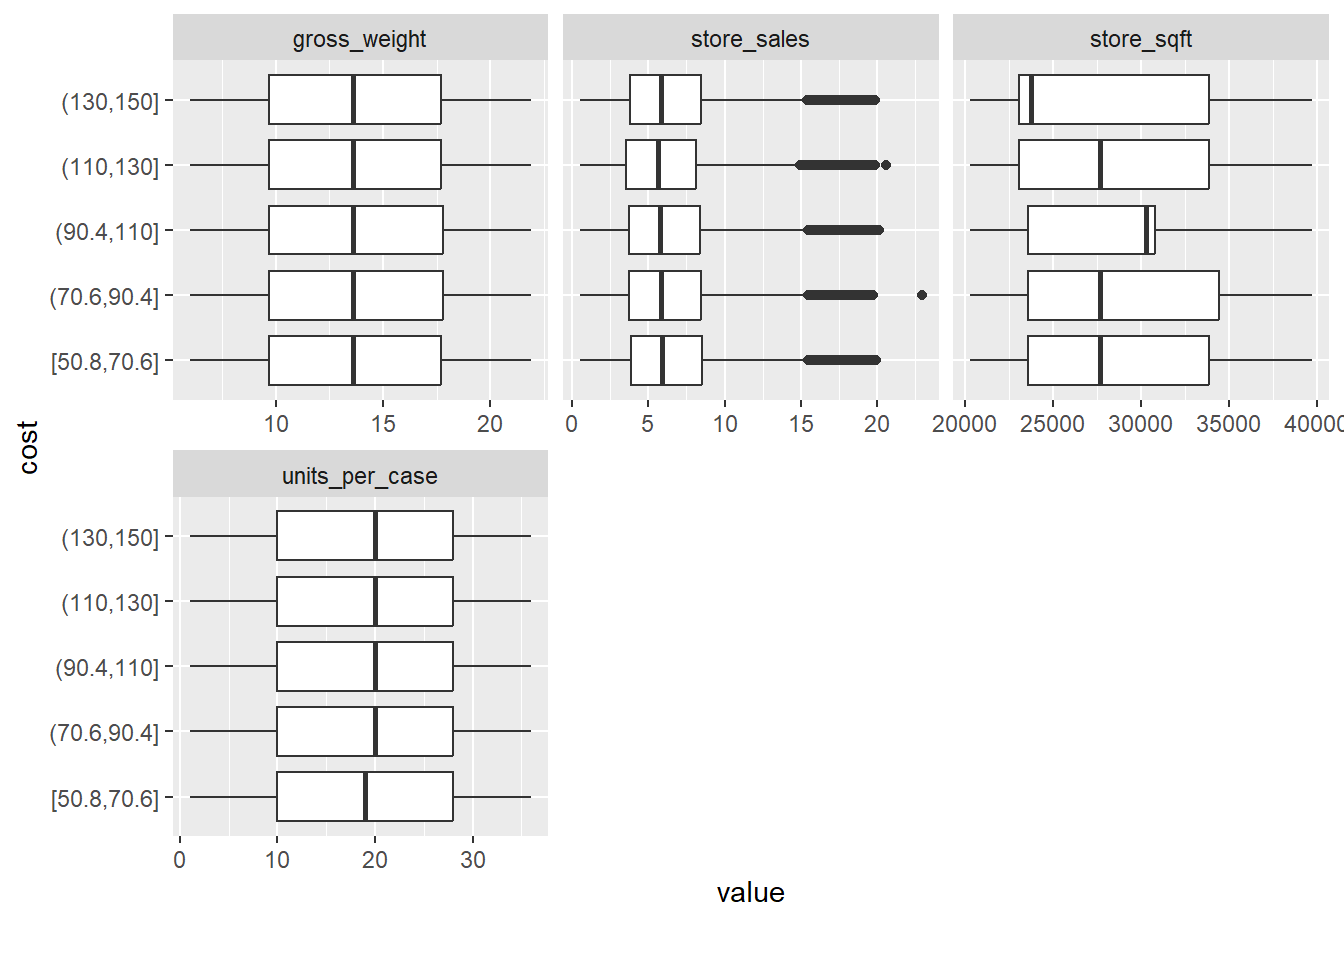 gross_weight
store_sales
store_sqft
(130,150]
(110,130]
(90.4,110]
(70.6,90.4]
[50.8,70.6]
10 15 20
0 5 10 15 20
20000 25000 30000 35000 40000
cost
units_per_case
(130,150]
(110,130]
(90.4,110]
(70.6,90.4]
[50.8,70.6]
0 10 20 30
value